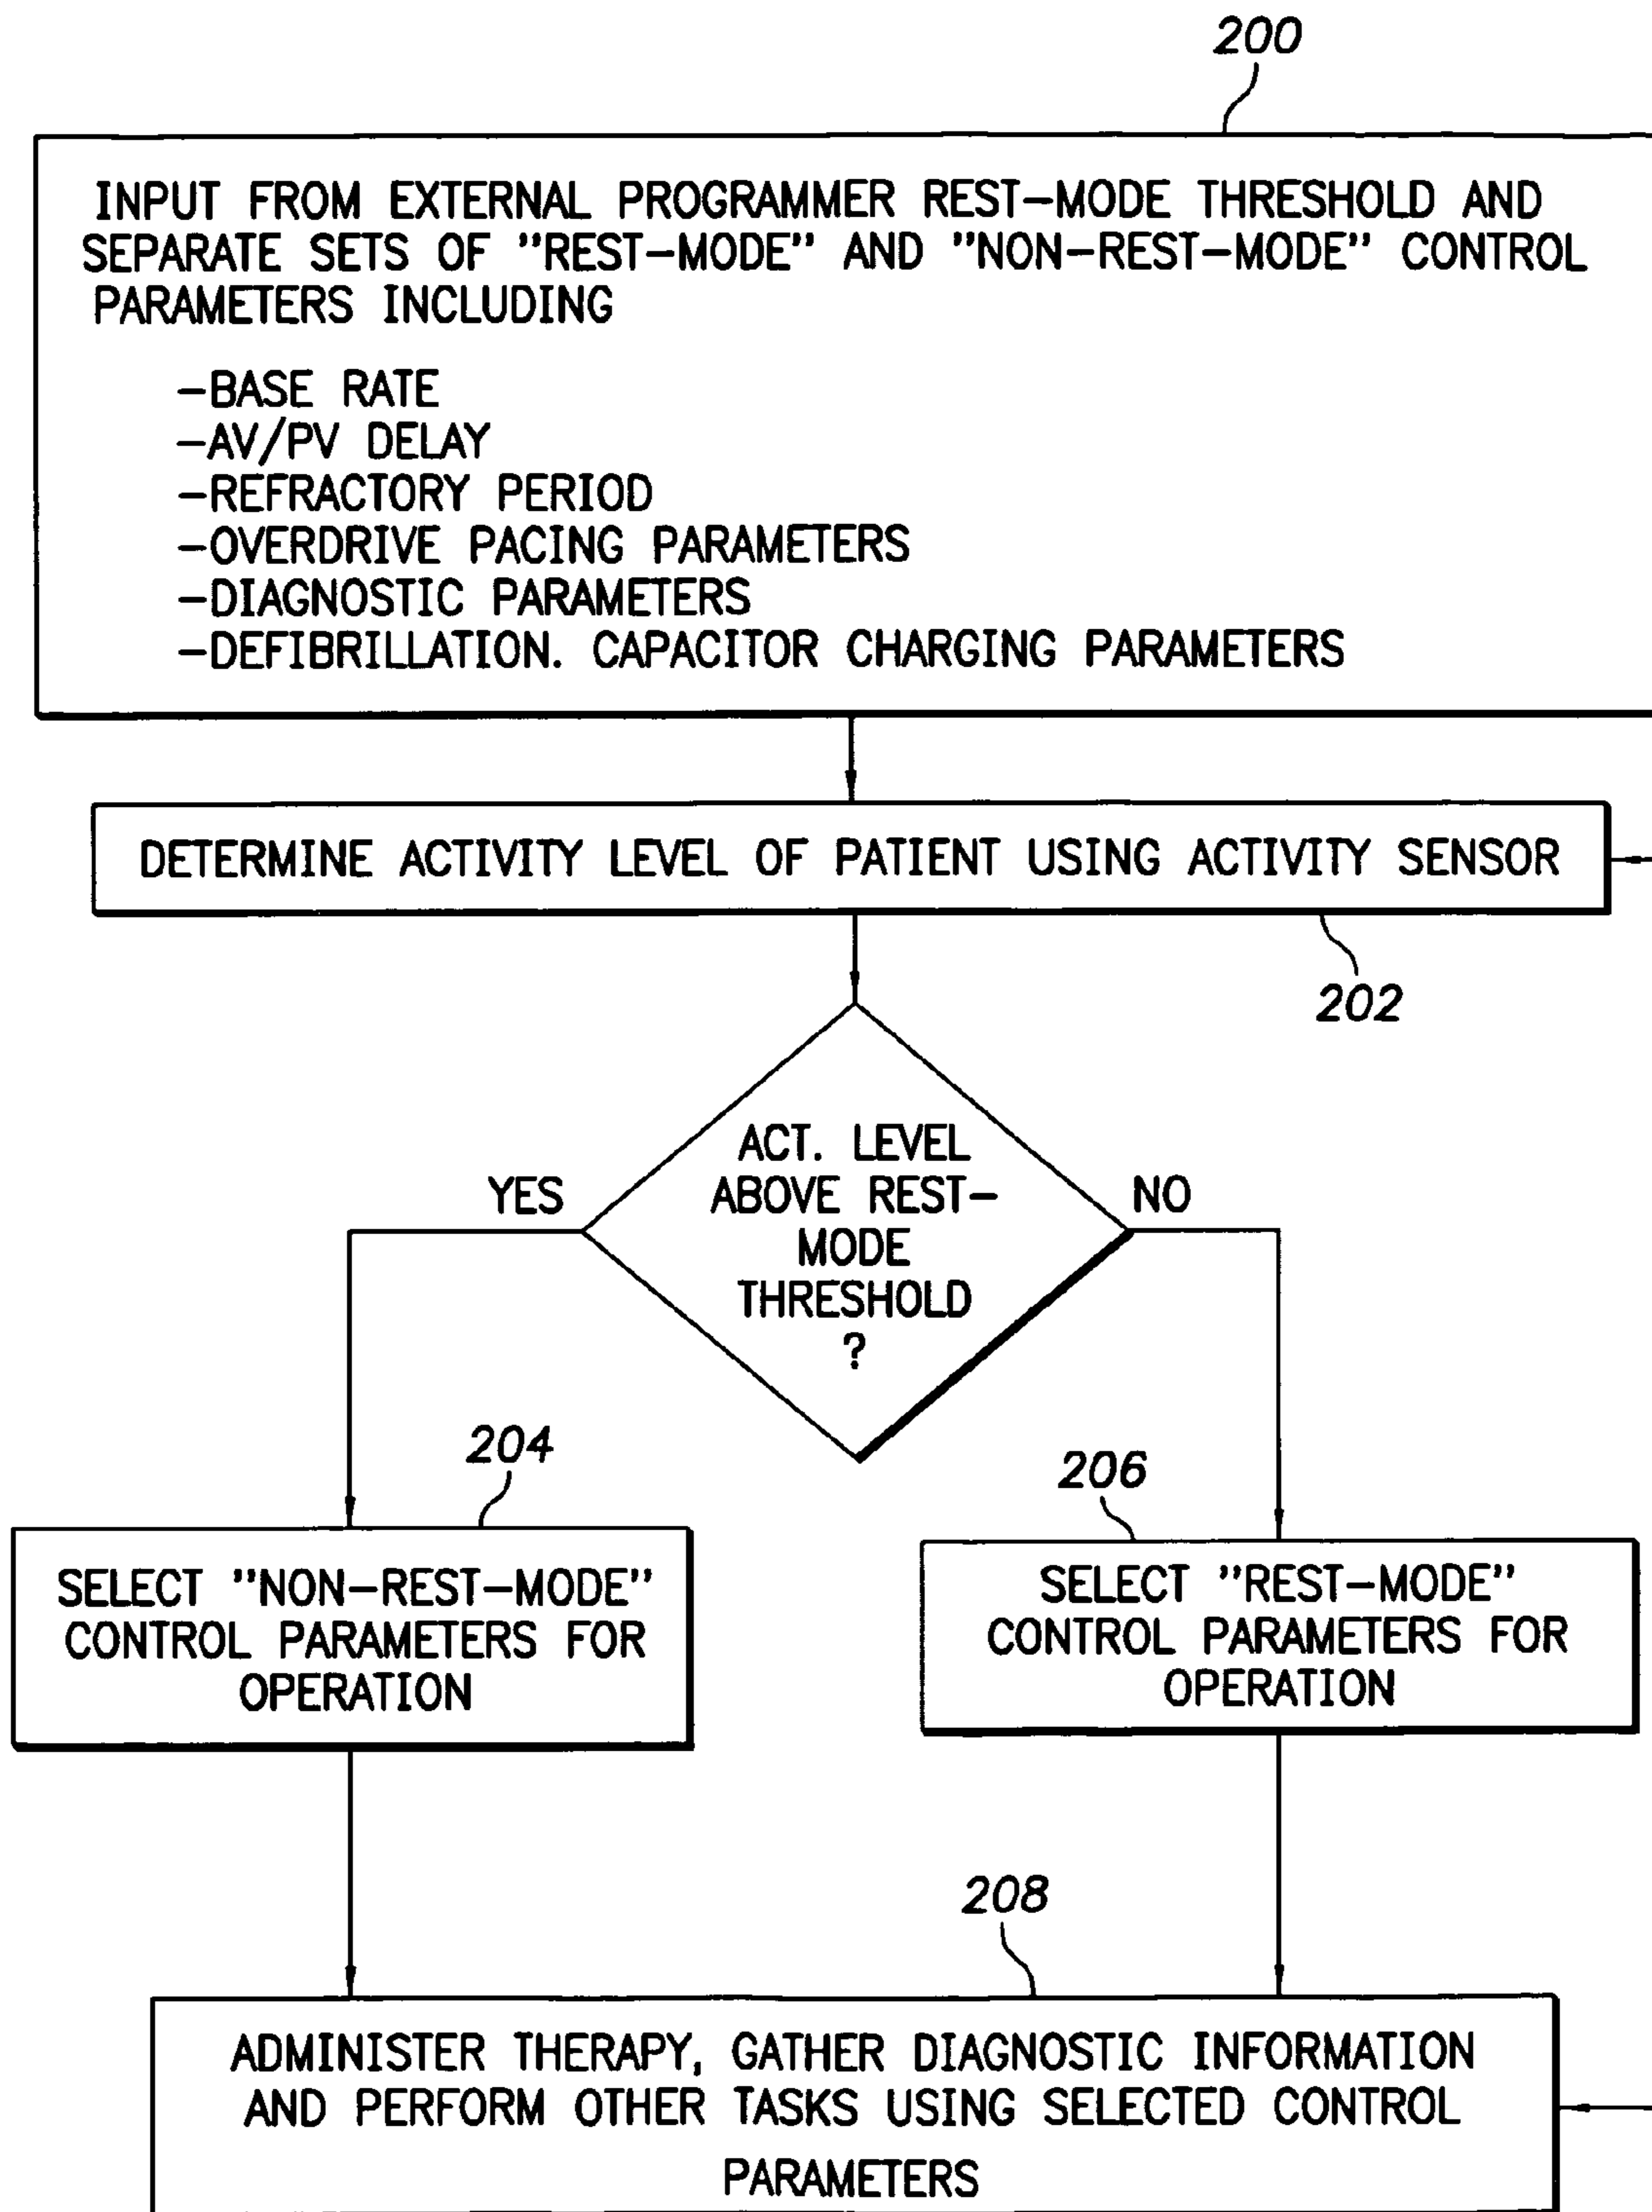 200
INPUT FROM EXTERNAL PROGRAMMER REST-MODE THRESHOLD AND
SEPARATE SETS OF "REST-MODE" AND "NON-REST-MODE" CONTROL
PARAMETERS INCLUDING
-BASE RATE
-AV/PV DELAY
-REFRACTORY PERIOD
-OVERDRIVE PACING PARAMETERS
-DIAGNOSTIC PARAMETERS
-DEFIBRILLATION. CAPACITOR CHARGING PARAMETERS
DETERMINE ACTIVITY LEVEL OF PATIENT USING ACTIVITY SENSOR
202
ACT. LEVEL
ABOVE REST-
MODE
THRESHOLD
?
YES
NO
204
SELECT "NON-REST-MODE"
CONTROL PARAMETERS FOR
OPERATION
206
SELECT "REST-MODE"
CONTROL PARAMETERS FOR
OPERATION
208
ADMINISTER THERAPY, GATHER DIAGNOSTIC INFORMATION
AND PERFORM OTHER TASKS USING SELECTED CONTROL
PARAMETERS